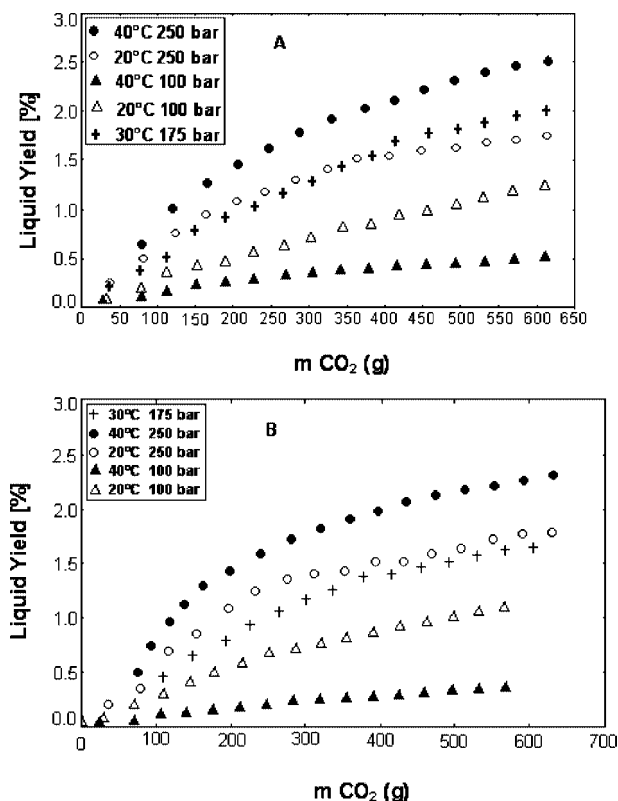 3.0
2.5
2.0
1.5
1.0
0.5
0.0
Liquid Yield [%]
● 40°C 250 bar
○ 20°C 250 bar
▲ 40°C 100 bar
△ 20°C 100 bar
+ 30°C 175 bar
A
0 50 100 150 200 250 300 350 400 450 500 550 600 650
m CO₂ (g)
3.0
2.5
2.0
1.5
1.0
0.5
0.0
Liquid Yield [%]
+ 30°C 175 bar
● 40°C 250 bar
○ 20°C 250 bar
▲ 40°C 100 bar
△ 20°C 100 bar
B
0 100 200 300 400 500 600 700
m CO₂ (g)